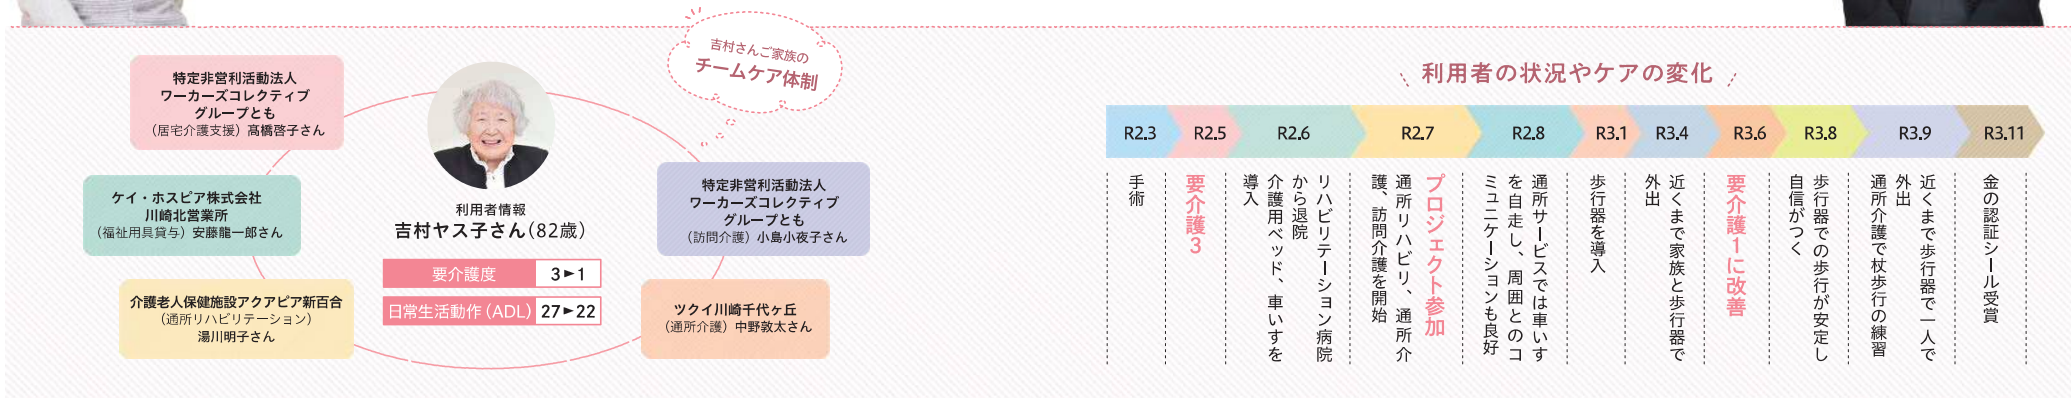 吉村さんご家族の
チームケア体制
特定非営利活動法人
ワーカーズコレクティブ
グループとも
（居宅介護支援）髙橋啓子さん
ケイ・ホスピア株式会社
川崎北営業所
（福祉用具貸与）安藤龍一郎さん
介護老人保健施設アクアピア新百合
（通所リハビリテーション）
湯川明子さん
利用者情報
吉村ヤス子さん（82歳）
要介護度 3►1
日常生活動作（ADL） 27►22
特定非営利活動法人
ワーカーズコレクティブ
グループとも
（訪問介護）小島小夜子さん
ツクイ川崎千代ヶ丘
（通所介護）中野敦太さん
利用者の状況やケアの変化
R2.3
手術
R2.5
要介護3
R2.6
リハビリテーション病院
から退院
介護用ベッド、車いすを
導入
R2.7
プロジェクト参加
通所リハビリ、通所介
護、訪問介護を開始
R2.8
通所サービスでは車いす
を自走し、周囲とのコ
ミュニケーションも良好
R3.1
歩行器を導入
R3.4
近くまで家族と歩行器で
外出
R3.6
要介護1に改善
R3.8
歩行器での歩行が安定し
自信がつく
R3.9
近くまで歩行器で一人で
外出
通所介護で杖歩行の練習
R3.11
金の認証シール受賞